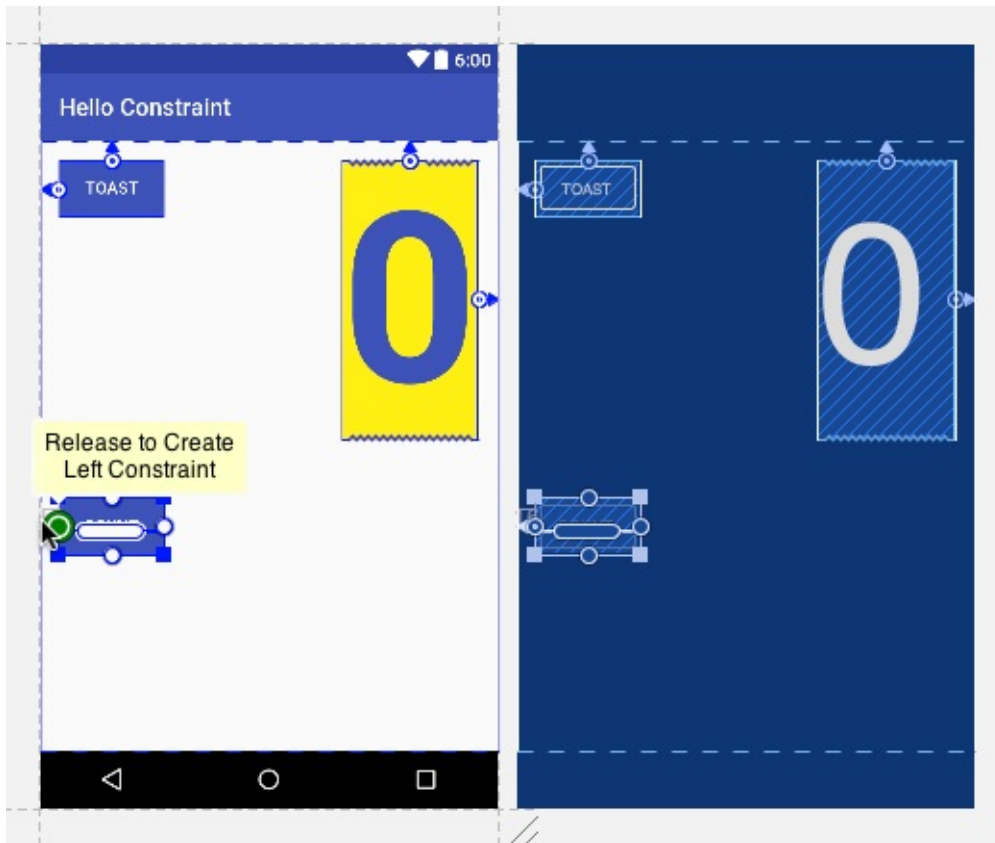 6:00
Hello Constraint
TOAST
0
Release to Create
Left Constraint
TOAST
0